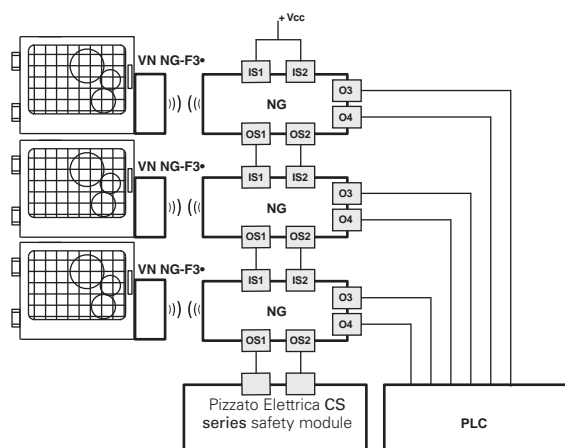 + Vcc
VN NG-F3•
IS1 IS2
NG
O3
O4
OS1 OS2
VN NG-F3•
IS1 IS2
NG
O3
O4
OS1 OS2
VN NG-F3•
IS1 IS2
NG
O3
O4
OS1 OS2
Pizzato Elettrica CS
series safety module
PLC